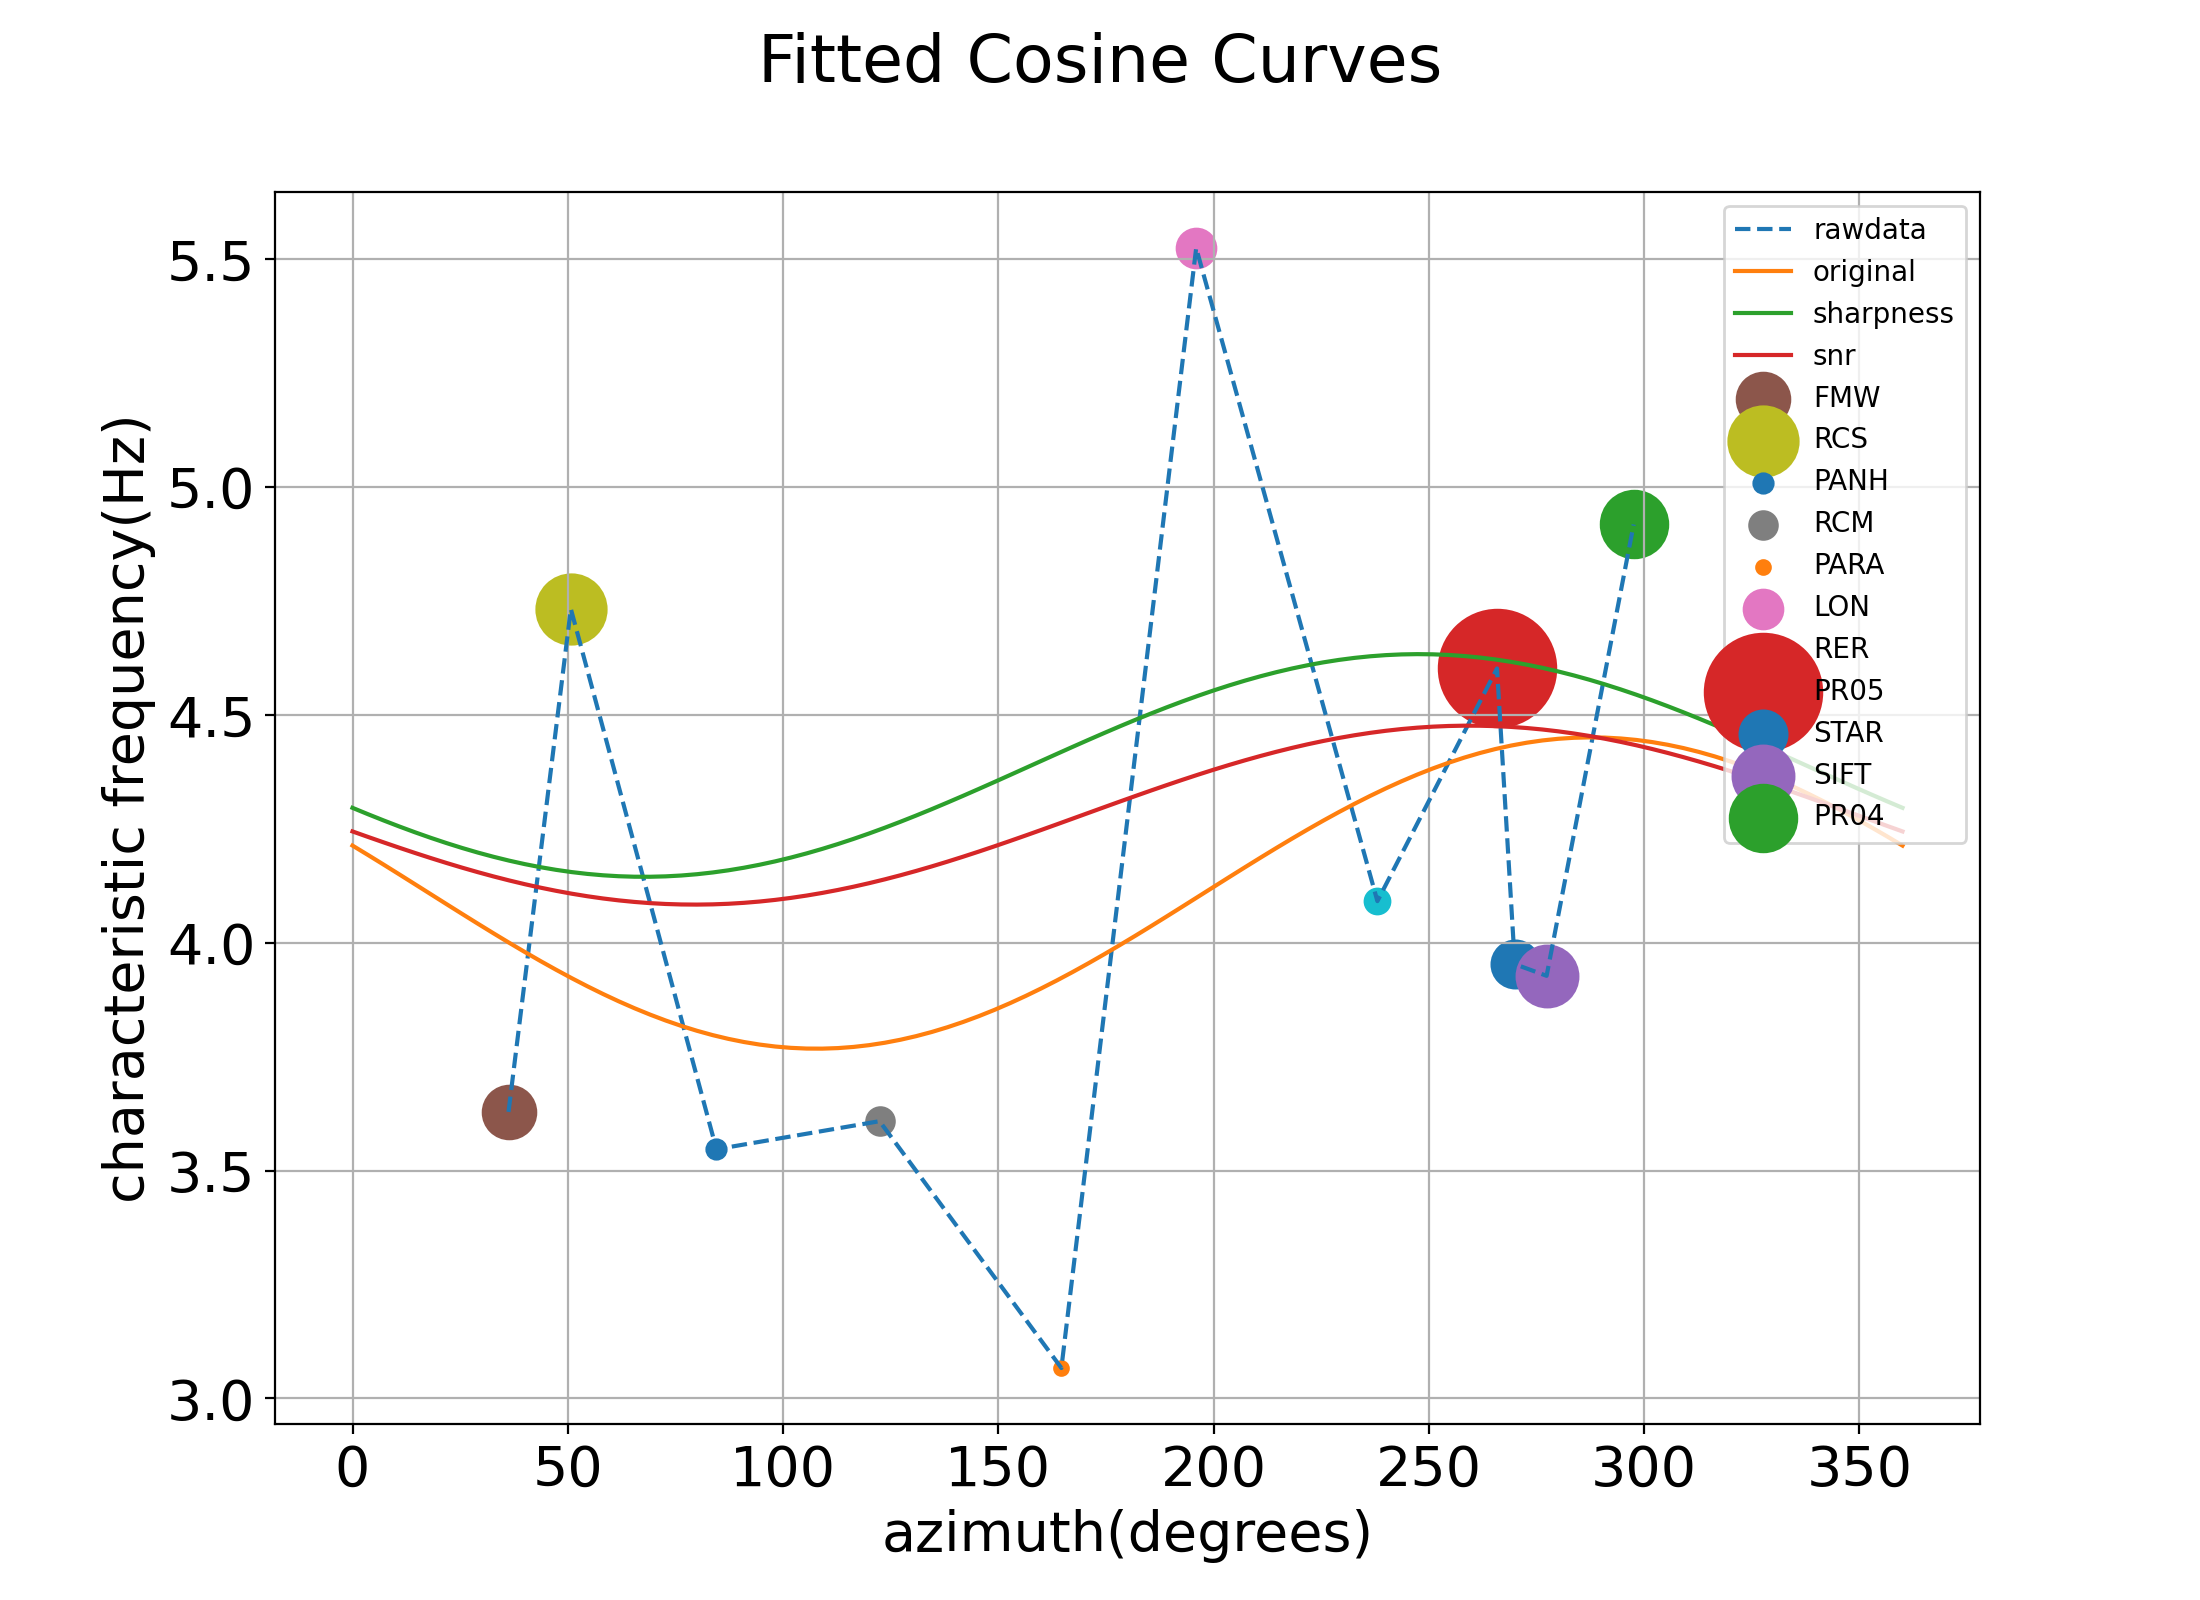 Fitted Cosine Curves
characteristic frequency(Hz)
5.5
5.0
4.5
4.0
3.5
3.0
rawdata
original
sharpness
snr
FMW
RCS
PANH
RCM
PARA
LON
RER
PR05
STAR
SIFT
PR04
0 50 100 150 200 250 300 350
azimuth(degrees)